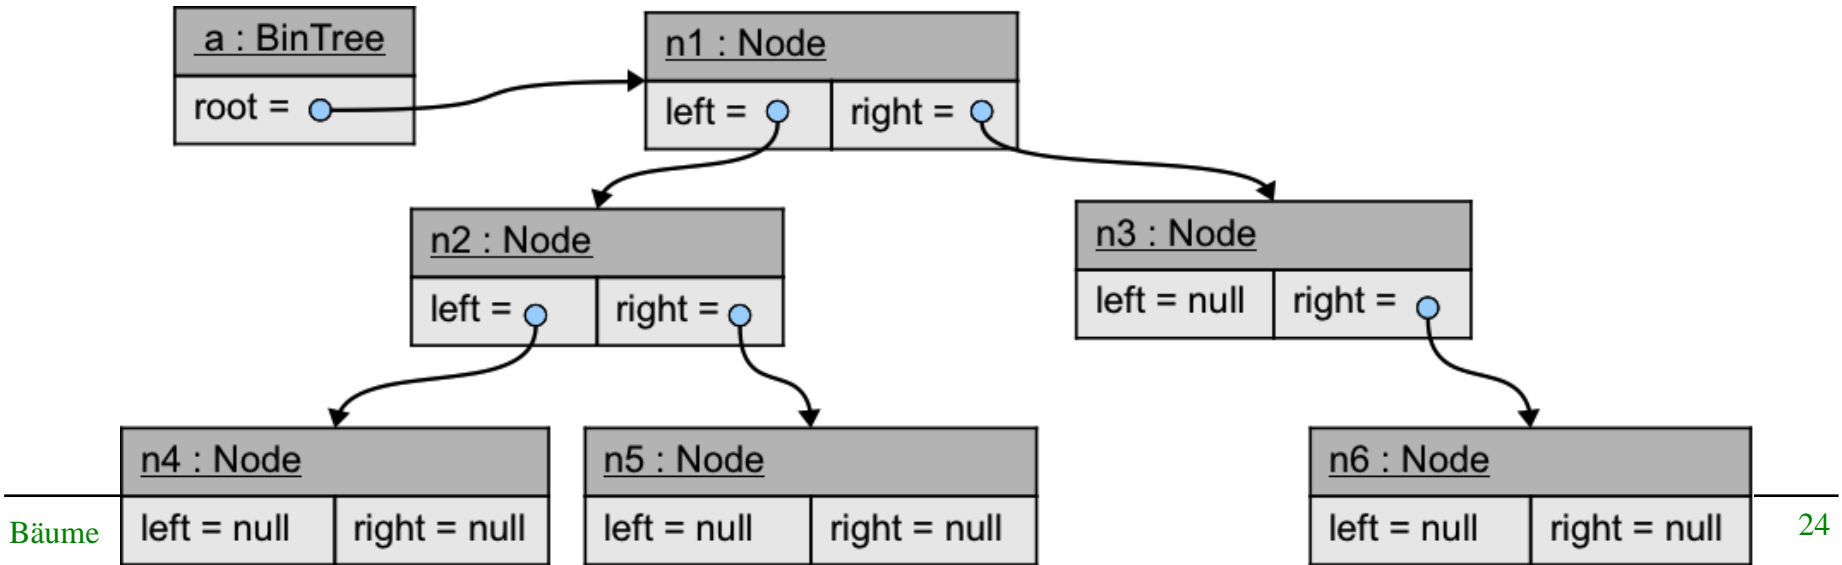 a : BinTree
root =
n1 : Node
left =
right =
n2 : Node
left =
right =
n3 : Node
left = null
right =
n4 : Node
left = null
right = null
n5 : Node
left = null
right = null
n6 : Node
left = null
right = null
Bäume
24